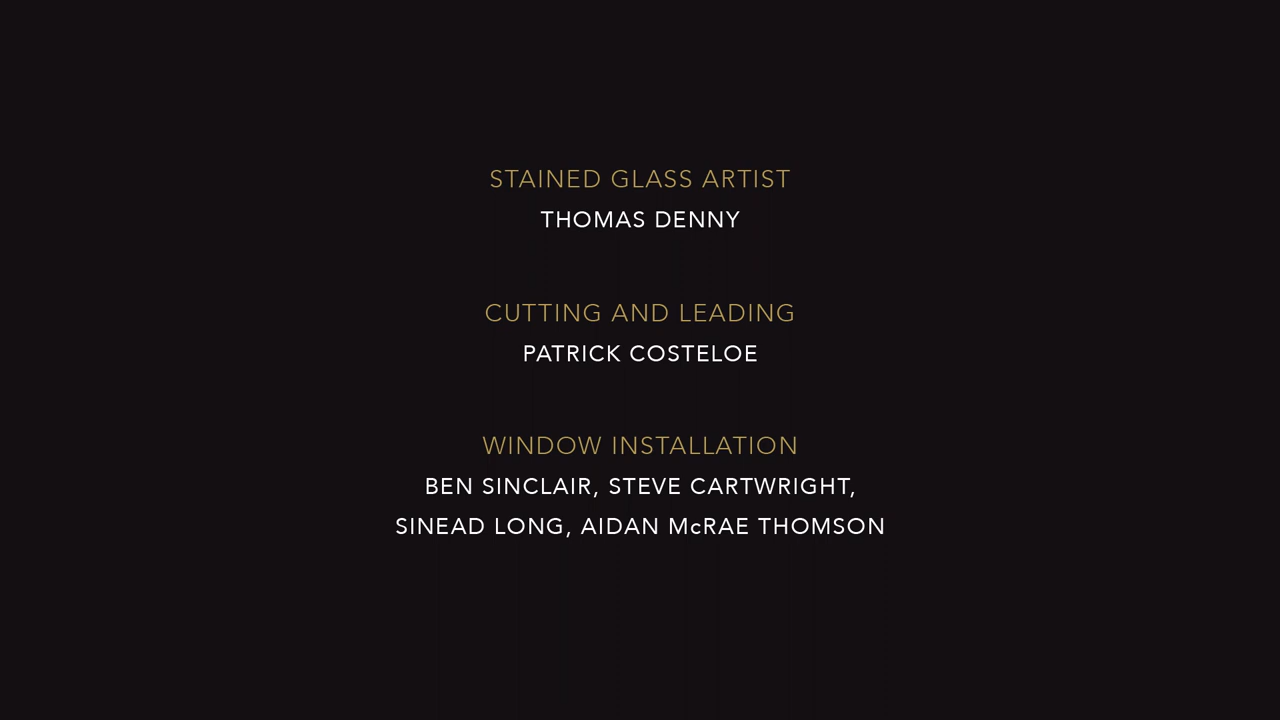 STAINED GLASS ARTIST
THOMAS DENNY
CUTTING AND LEADING
PATRICK COSTELOE
WINDOW INSTALLATION
BEN SINCLAIR, STEVE CARTWRIGHT,
SINEAD LONG, AIDAN McRAE THOMSON